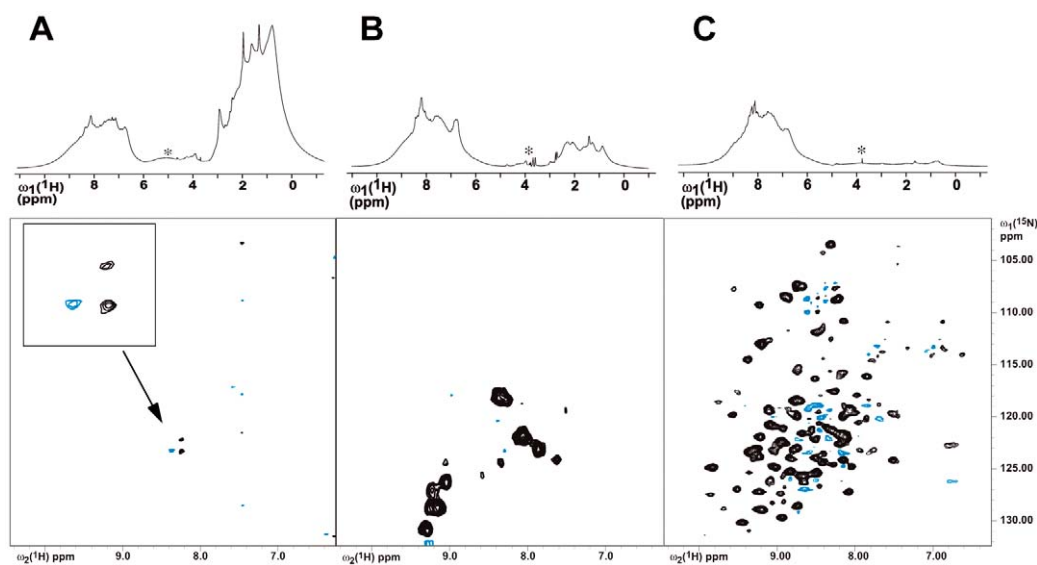 A
B
C
*
*
*
8 6 4 2 0
8 6 4 2 0
8 6 4 2 0
ω₁(¹H)
(ppm)
ω₁(¹H)
(ppm)
ω₁(¹H)
(ppm)
ω₁(¹⁵N)
ppm
105.00
110.00
115.00
120.00
125.00
130.00
ω₂(¹H) ppm 9.0 8.0 7.0
ω₂(¹H) ppm 9.0 8.0 7.0
ω₂(¹H) ppm 9.00 8.00 7.00